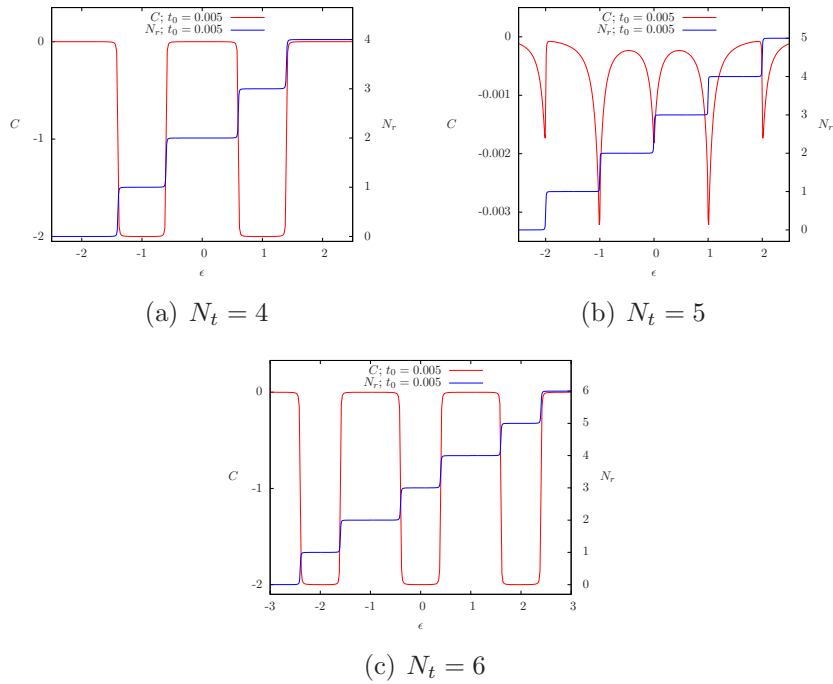 C; t₀ = 0.005
Nᵣ; t₀ = 0.005
0
-1
-2
C
4
3
2
1
0
Nᵣ
-2 -1 0 1 2
ϵ
(a) Nₜ = 4
C; t₀ = 0.005
Nᵣ; t₀ = 0.005
0
-0.001
-0.002
-0.003
C
5
4
3
2
1
0
Nᵣ
-2 -1 0 1 2
ϵ
(b) Nₜ = 5
C; t₀ = 0.005
Nᵣ; t₀ = 0.005
0
-1
-2
C
6
5
4
3
2
1
0
Nᵣ
-3 -2 -1 0 1 2 3
ϵ
(c) Nₜ = 6